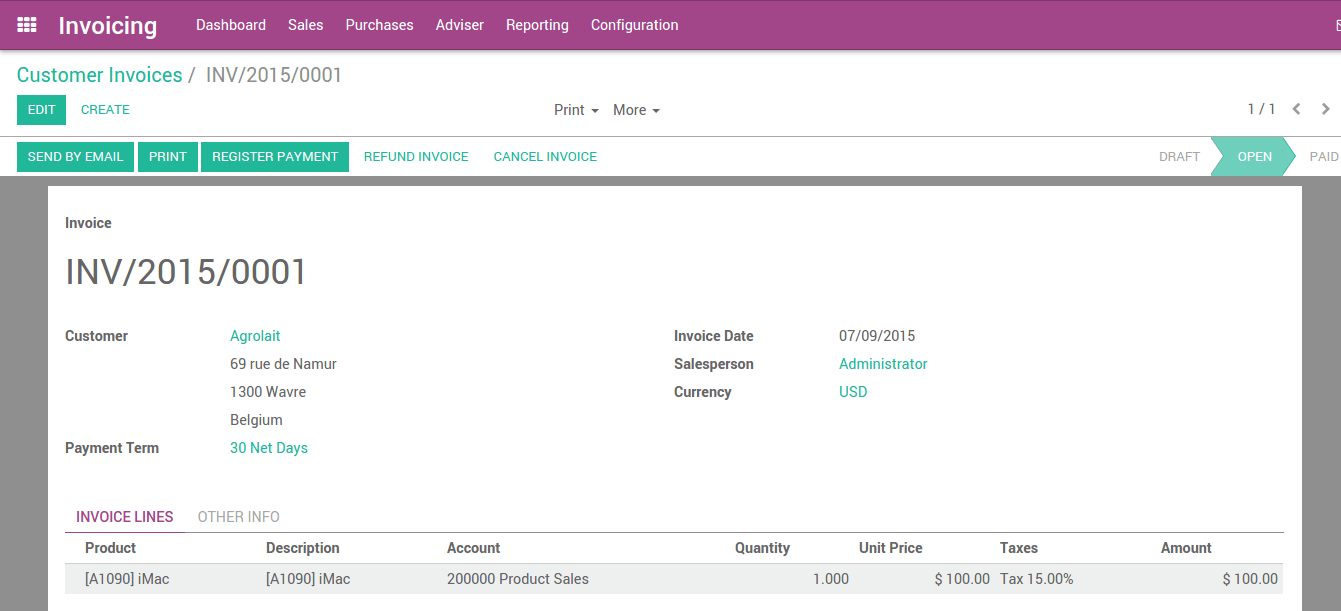 Invoicing Dashboard Sales Purchases Adviser Reporting Configuration
Customer Invoices / INV/2015/0001
EDIT CREATE Print More 1 / 1
SEND BY EMAIL PRINT REGISTER PAYMENT REFUND INVOICE CANCEL INVOICE DRAFT OPEN PAID
Invoice
INV/2015/0001
Customer Agrolait Invoice Date 07/09/2015
69 rue de Namur Salesperson Administrator
1300 Wavre Currency USD
Belgium
Payment Term 30 Net Days
INVOICE LINES OTHER INFO
Product Description Account Quantity Unit Price Taxes Amount
[A1090] iMac [A1090] iMac 200000 Product Sales 1.000 $ 100.00 Tax 15.00% $ 100.00